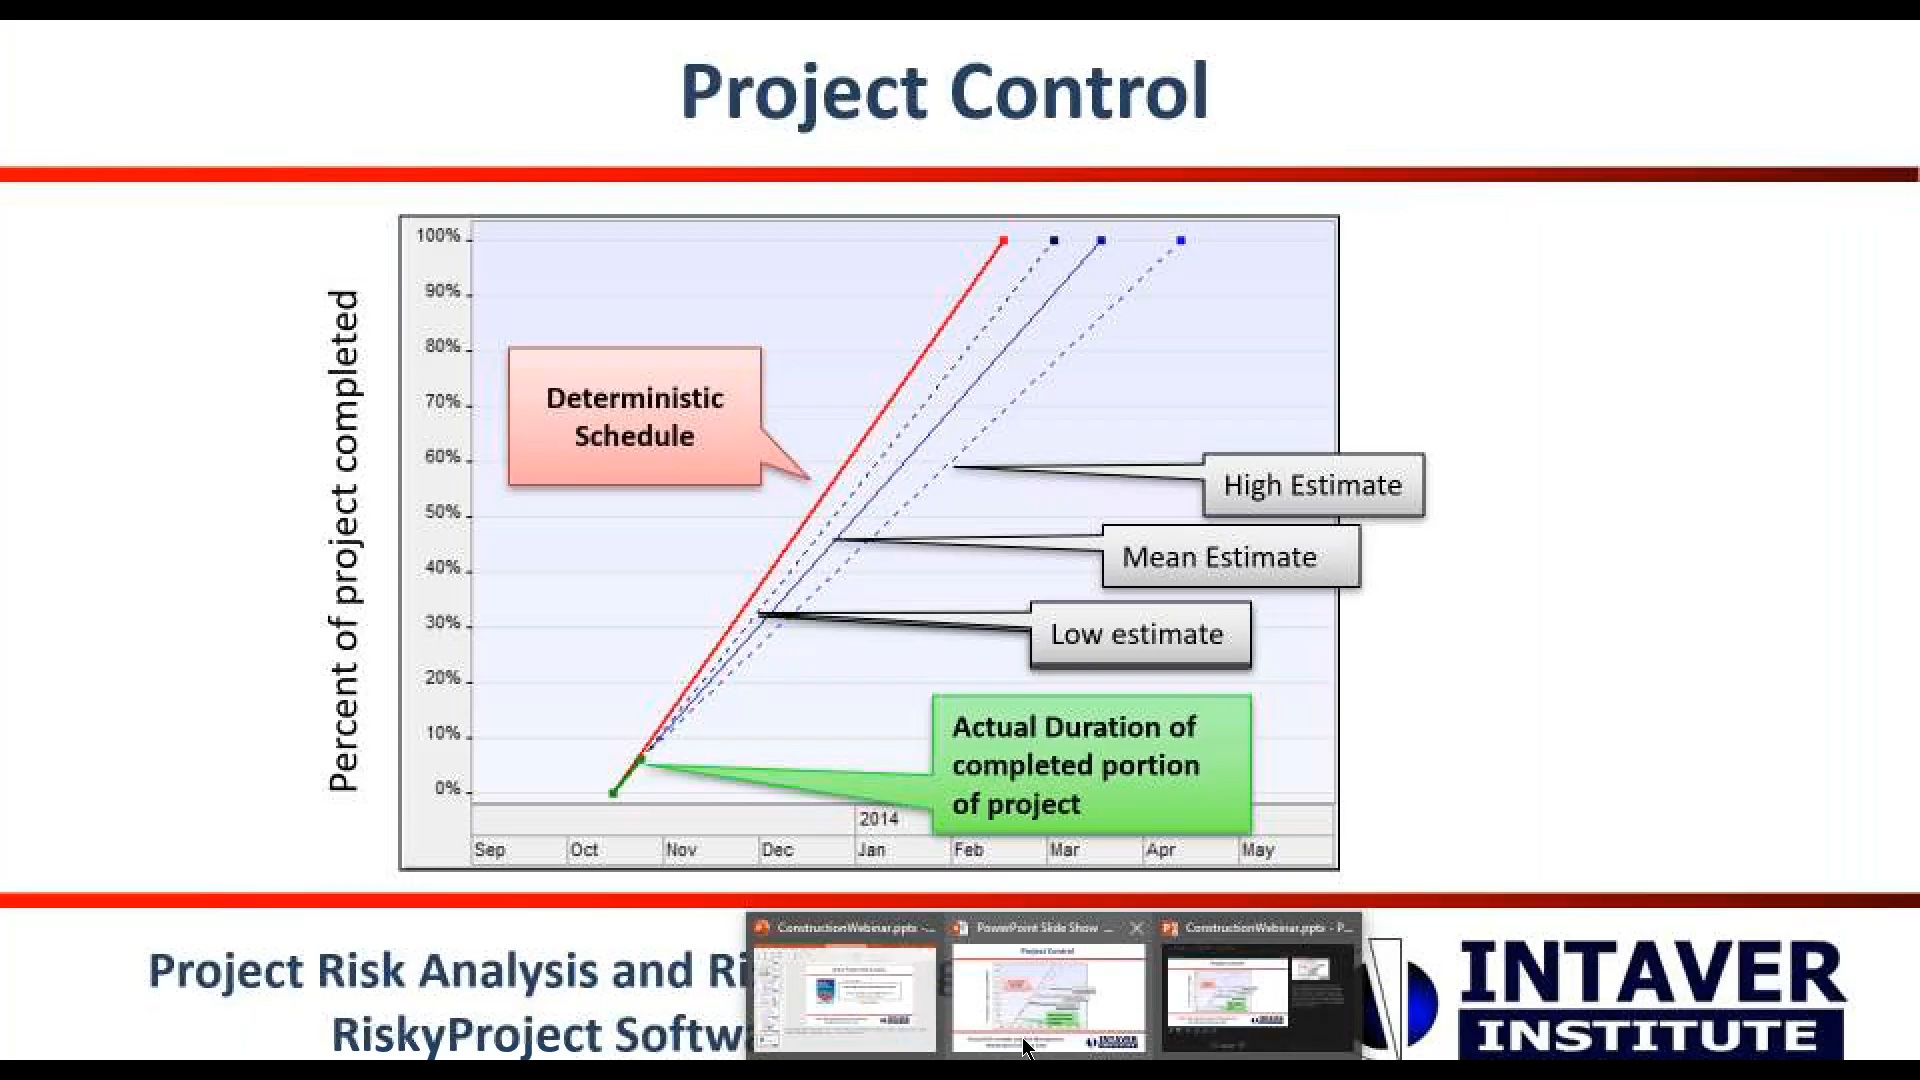 Project Control
Percent of project completed
100%
90%
80%
70%
60%
50%
40%
30%
20%
10%
0%
Deterministic
Schedule
High Estimate
Mean Estimate
Low estimate
Actual Duration of
completed portion
of project
2014
Sep Oct Nov Dec Jan Feb Mar Apr May
Project Risk Analysis and
RiskyProject
ConstructionWebinar.pptx -...
PowerPoint Slide Show ...
ConstructionWebinar.pptx - P...
Project Control
INTAVER
INSTITUTE